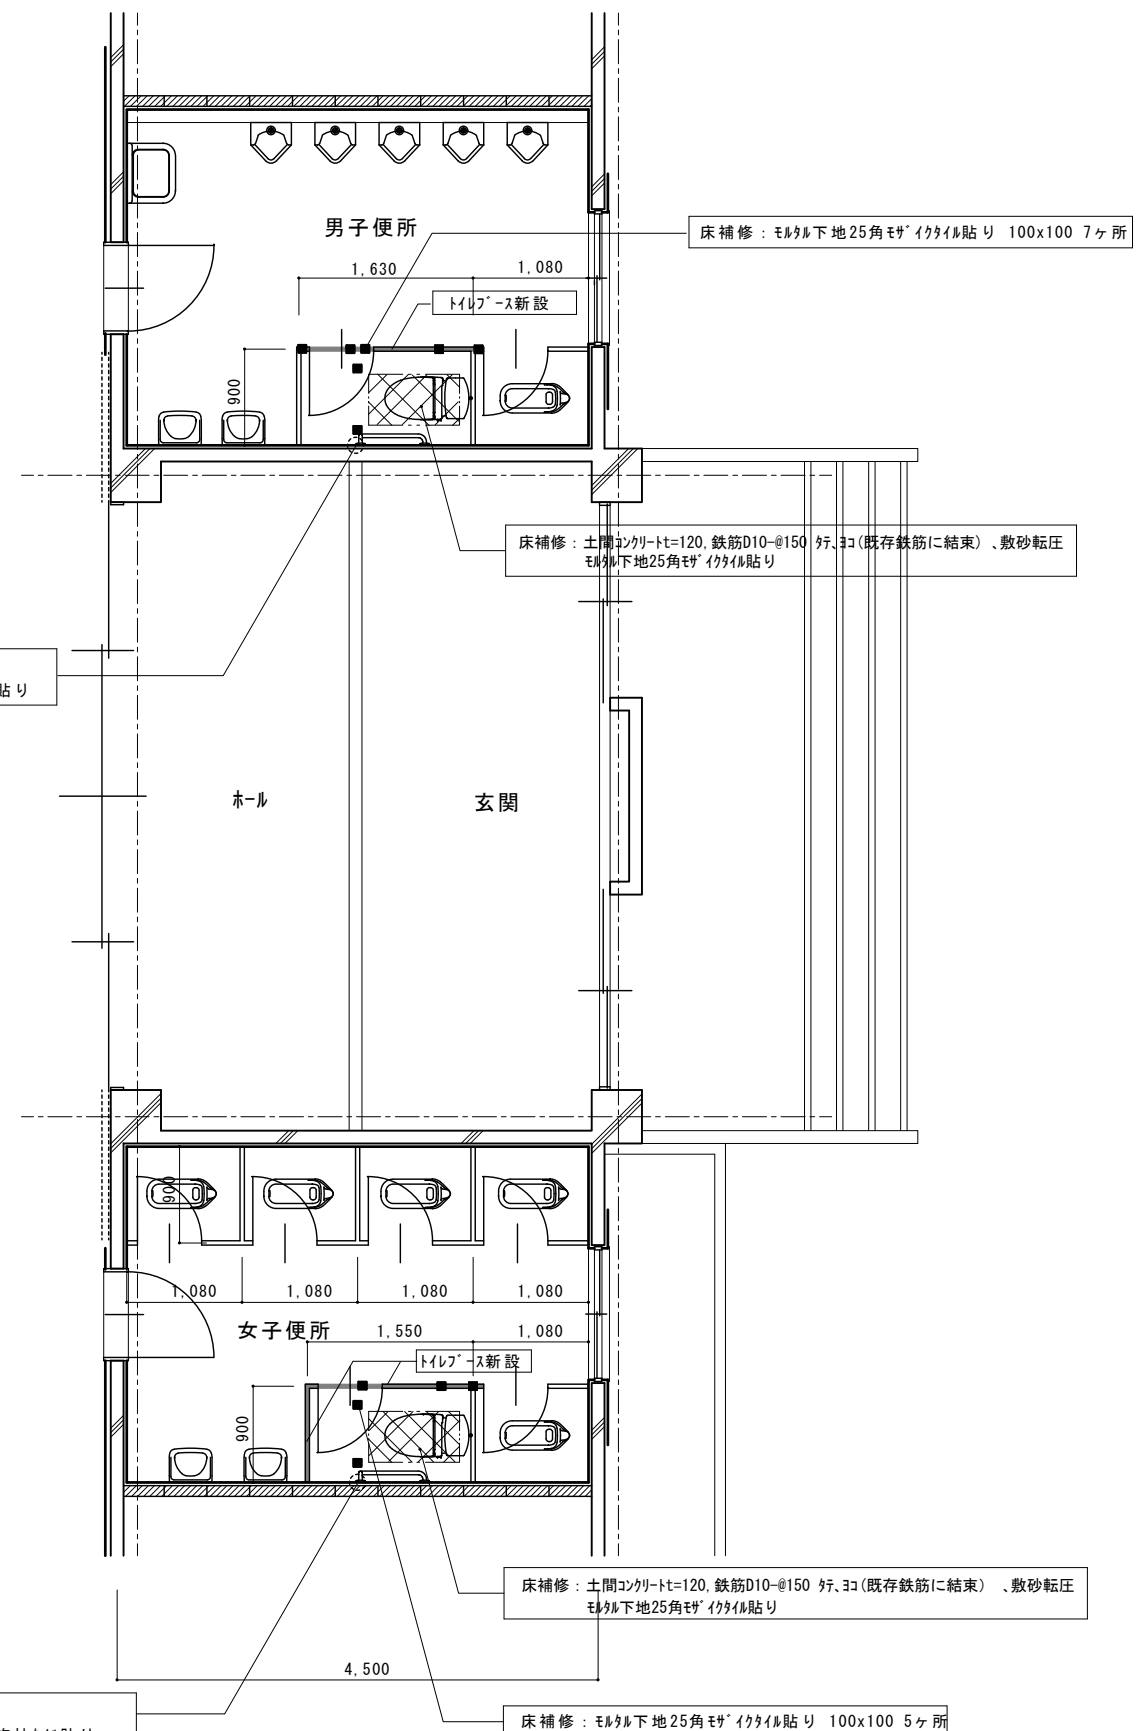 男子便所
床補修：ﾓﾙﾀﾙ下地25角ﾓｻﾞｲｸﾀｲﾙ貼り 100x100 7ヶ所
1,630
1,080
ﾄｲﾚﾌﾞｰｽ新設
900
床補修：土間ｺﾝｸﾘｰﾄt=120,鉄筋D10-@150 ﾀﾃ､ﾖｺ(既存鉄筋に結束)､敷砂転圧
ﾓﾙﾀﾙ下地25角ﾓｻﾞｲｸﾀｲﾙ貼り
貼り
ﾎｰﾙ
玄関
900
1,080
1,080
1,080
1,080
女子便所
1,550
1,080
ﾄｲﾚﾌﾞｰｽ新設
900
床補修：土間ｺﾝｸﾘｰﾄt=120,鉄筋D10-@150 ﾀﾃ､ﾖｺ(既存鉄筋に結束) ､敷砂転圧
ﾓﾙﾀﾙ下地25角ﾓｻﾞｲｸﾀｲﾙ貼り
4,500
床補修：ﾓﾙﾀﾙ下地25角ﾓｻﾞｲｸﾀｲﾙ貼り 100x100 5ヶ所